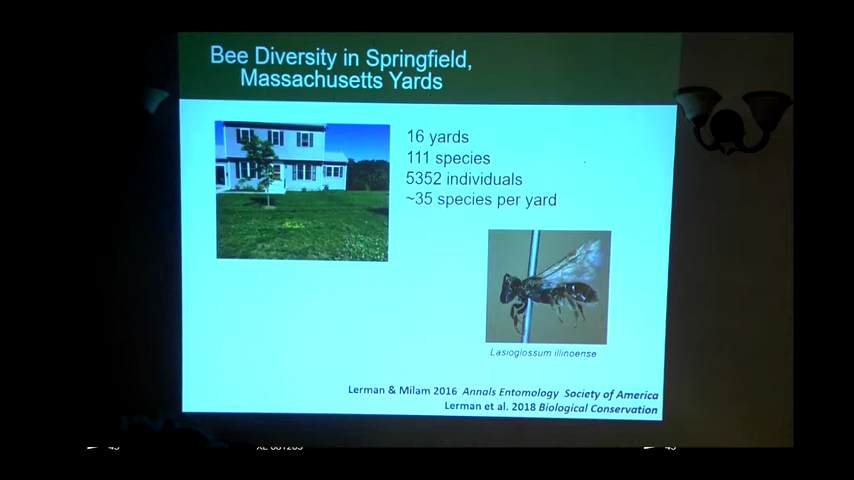 Bee Diversity in Springfield,
Massachusetts Yards
16 yards
111 species
5352 individuals
~35 species per yard
Lasioglossum illinoense
Lerman & Milam 2016 Annals Entomology Society of America
Lerman et al. 2018 Biological Conservation